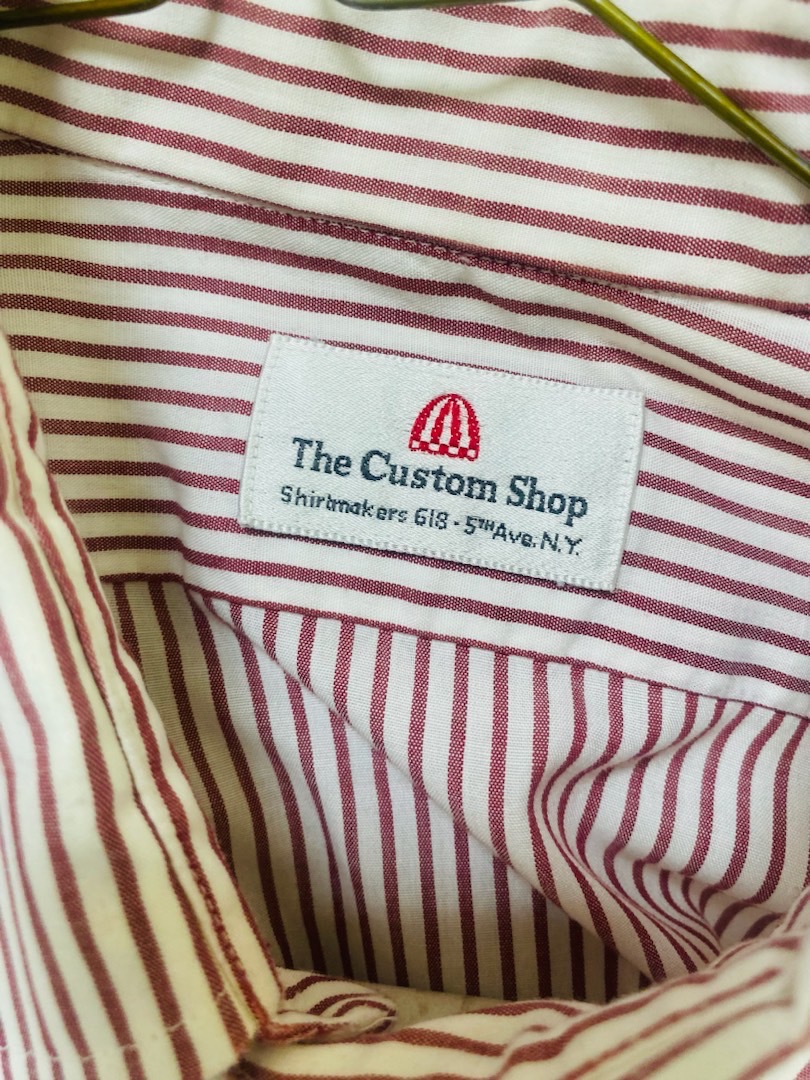 The Custom Shop
Shirtmakers 618 - 5TH Ave. N.Y.